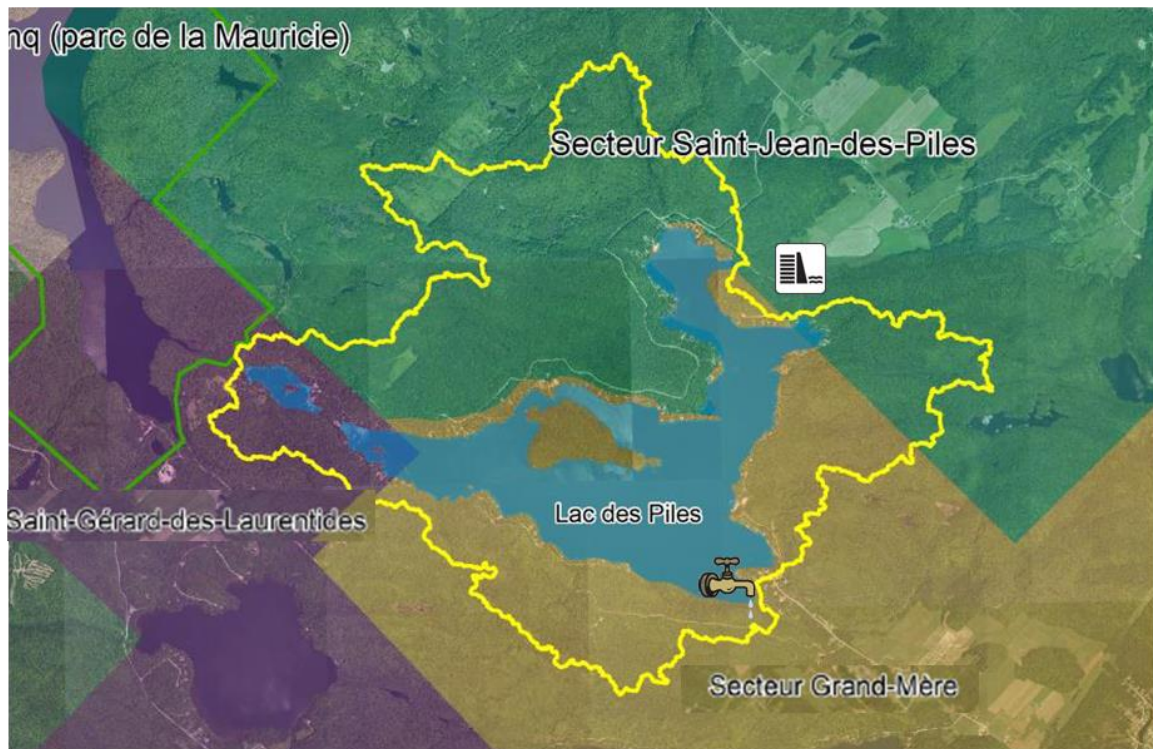 nq (parc de la Mauricie)
Secteur Saint-Jean-des-Piles
Lac des Piles
Saint-Gérard-des-Laurentides
Secteur Grand-Mère